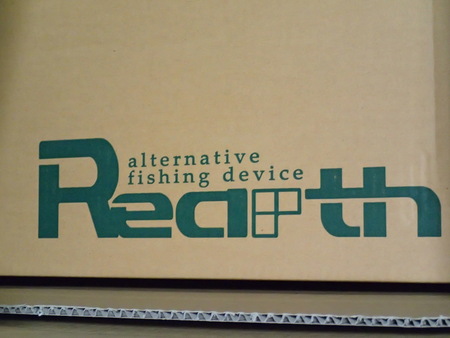 alternative
fishing device
Rearth